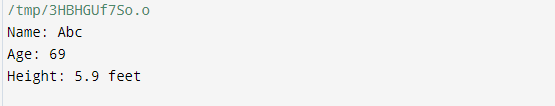 /tmp/3HBHGUf7So.o
Name: Abc
Age: 69
Height: 5.9 feet